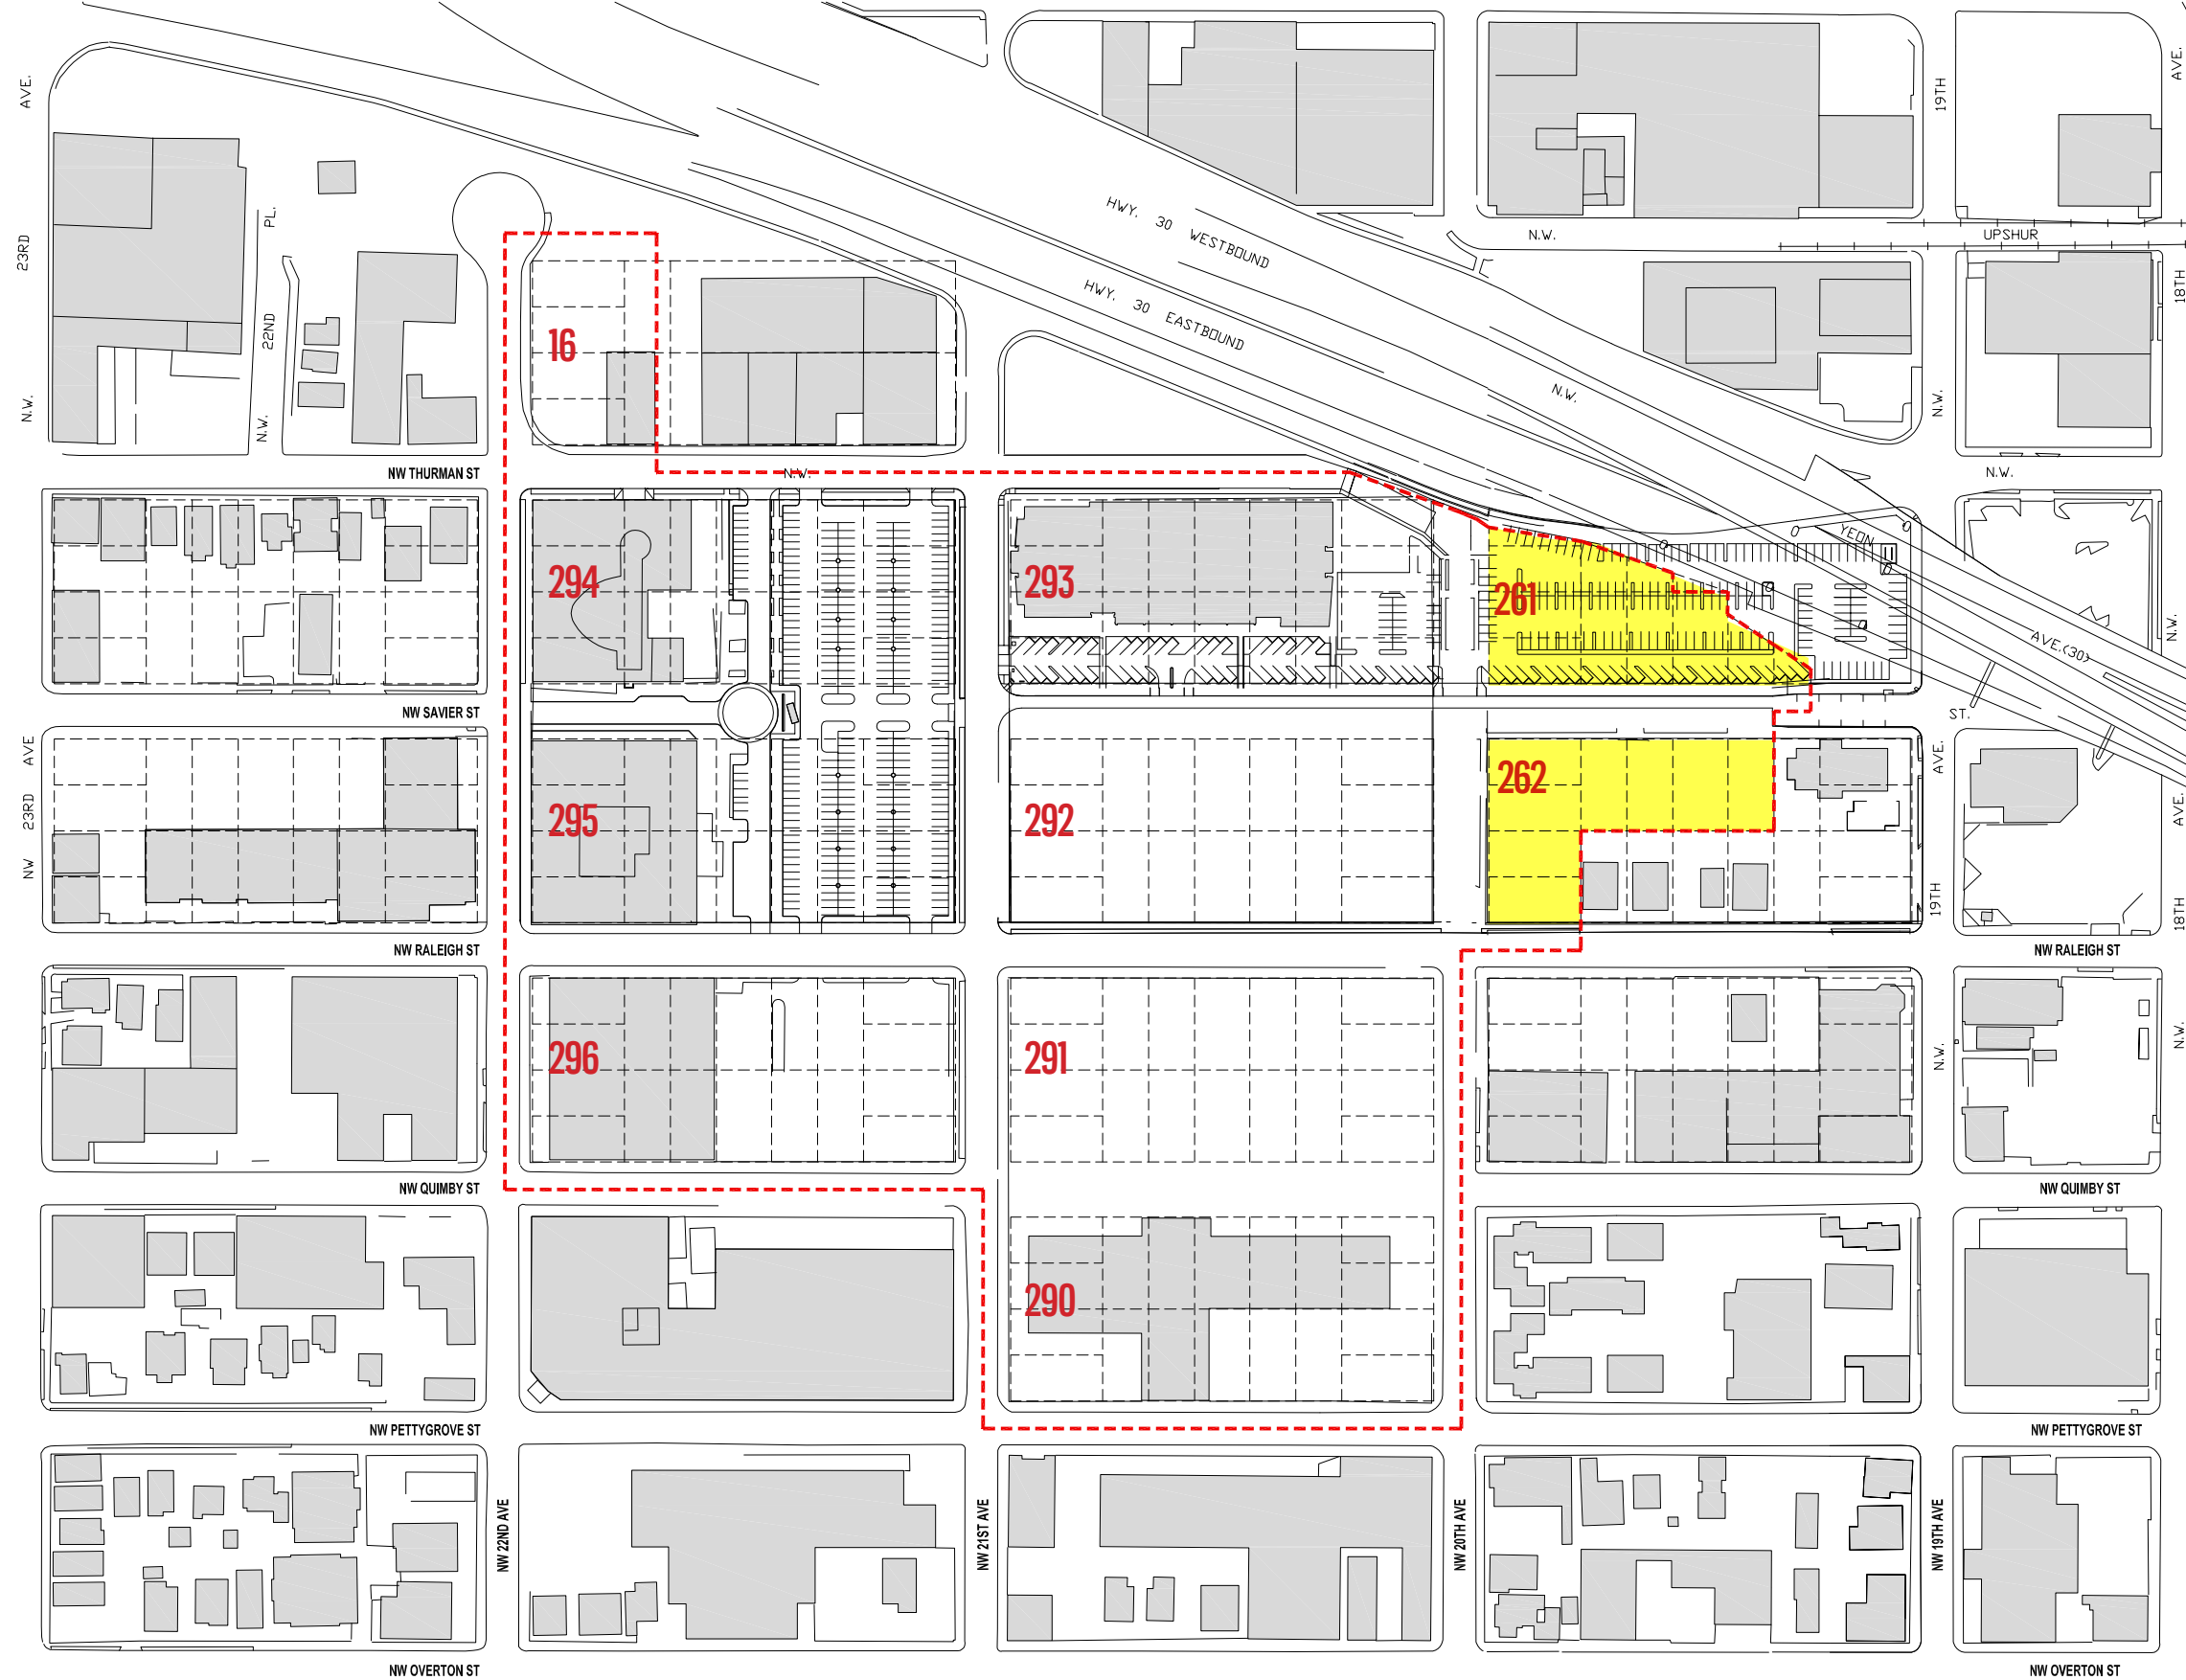 AVE.
19TH
AVE.
23RD
PL.
N.W.
UPSHUR
HWY. 30 WESTBOUND
HWY. 30 EASTBOUND
18TH
22ND
16
N.W.
N.W.
N.W.
N.W.
NW THURMAN ST
N.W.
N.W.
294
293
261
YEON
AVE.(30)
N.W.
NW SAVIER ST
ST.
NW 23RD AVE
295
292
262
AVE.
19TH
AVE.
18TH
NW RALEIGH ST
NW RALEIGH ST
296
291
N.W.
N.W.
NW QUIMBY ST
NW QUIMBY ST
290
NW PETTYGROVE ST
NW PETTYGROVE ST
NW 22ND AVE
NW 21ST AVE
NW 20TH AVE
NW 19TH AVE
NW OVERTON ST
NW OVERTON ST